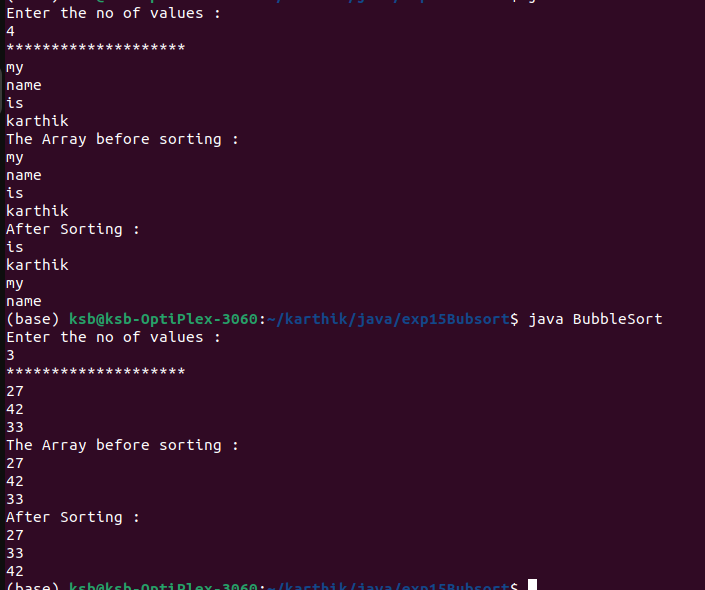 Enter the no of values :
4
********************
my
name
is
karthik
The Array before sorting :
my
name
is
karthik
After Sorting :
is
karthik
my
name
(base) ksb@ksb-OptiPlex-3060:~/karthik/java/exp15Bubsort$ java BubbleSort
Enter the no of values :
3
********************
27
42
33
The Array before sorting :
27
42
33
After Sorting :
27
33
42
(base) ksb@ksb-OptiPlex-3060:~/karthik/java/exp15Bubsort$